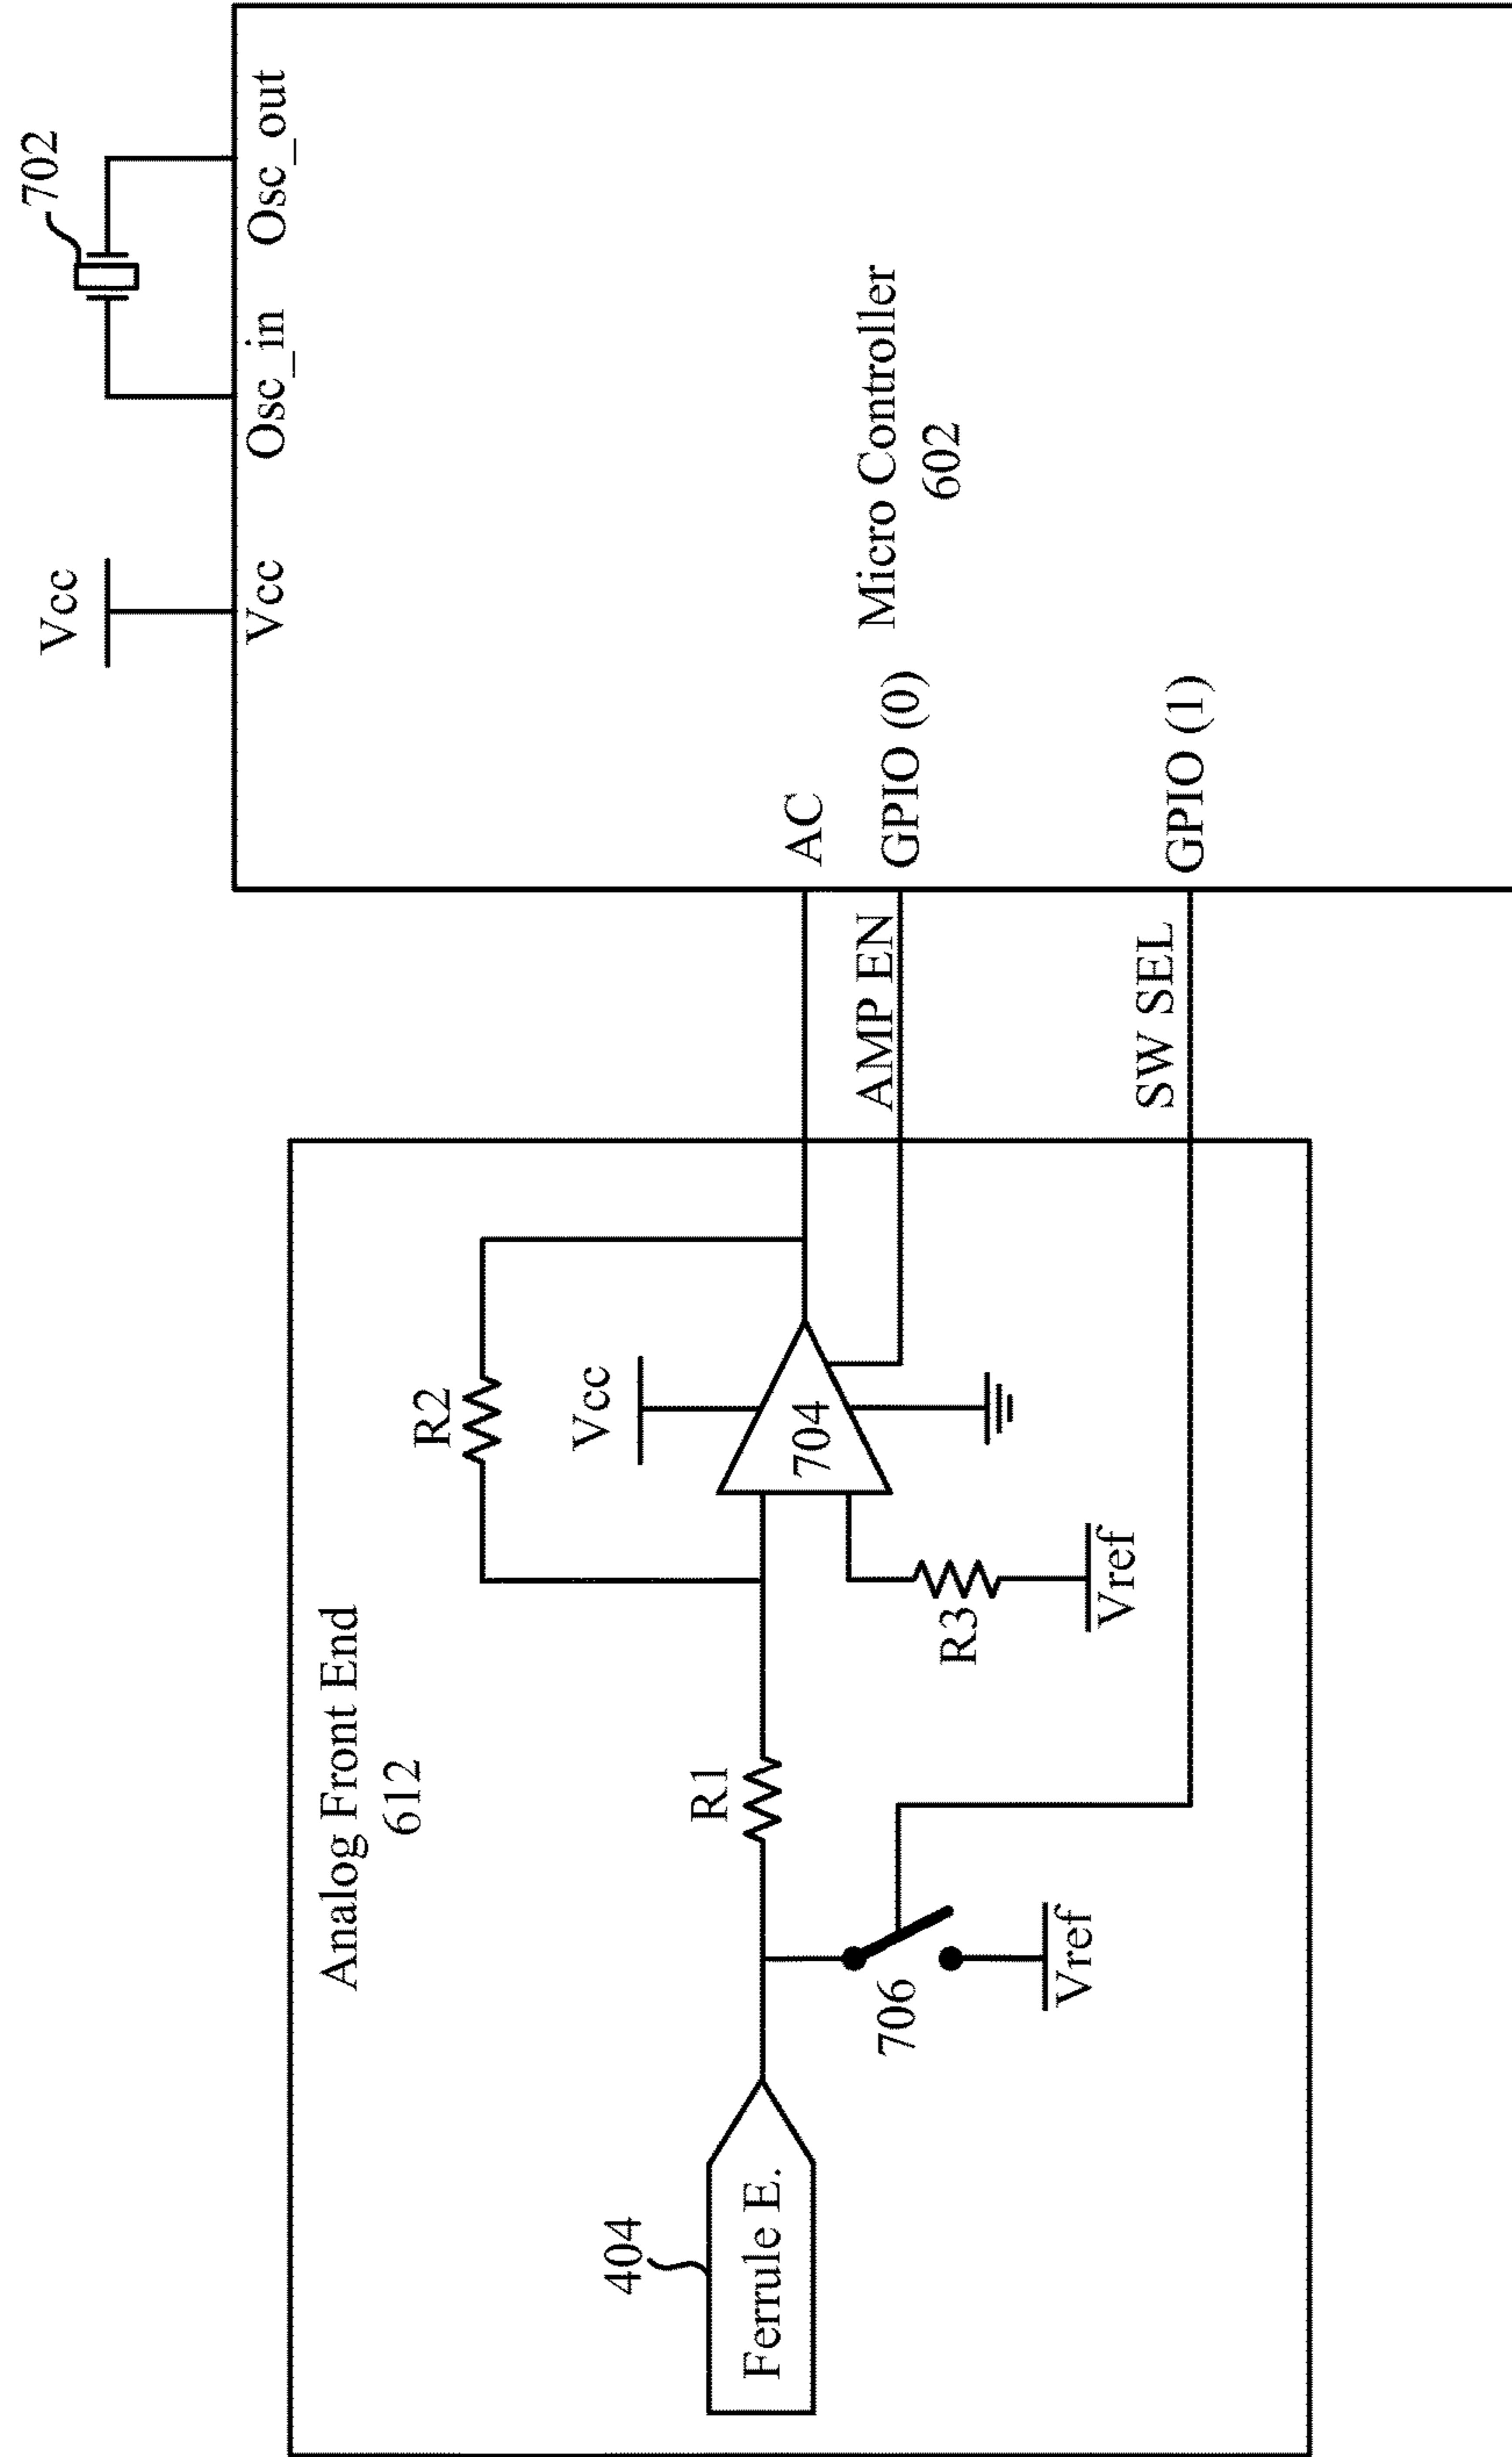 702
Vcc
Vcc
Osc_in
Osc_out
Micro Controller
602
AC
GPIO (0)
GPIO (1)
AMP EN
SW SEL
Analog Front End
612
R2
Vcc
704
R1
R3
Vref
706
Vref
404
Ferrule E.